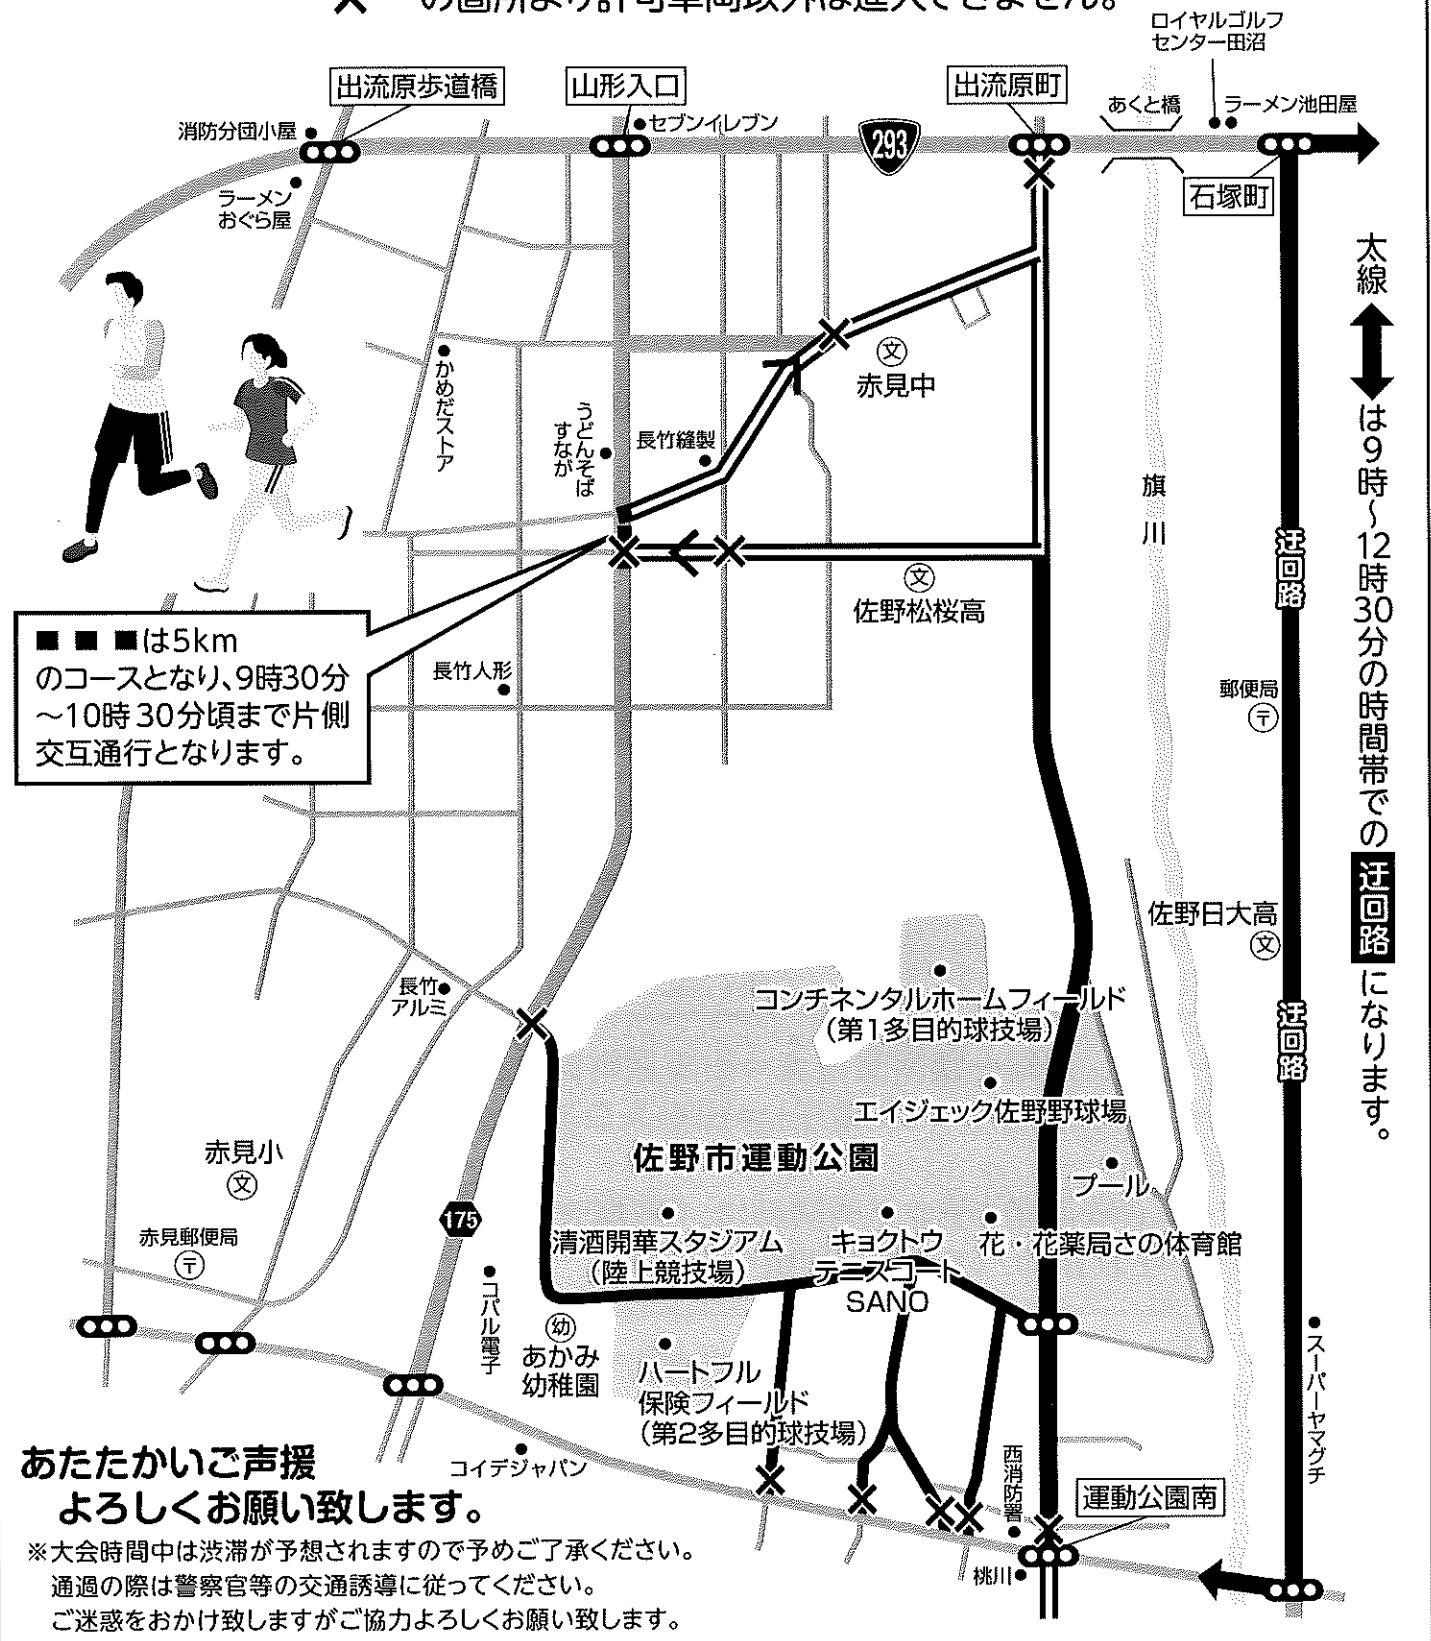 の箇所より許可車両以外は進入できません。
ロイヤルゴルフ
センター田沼
出流原歩道橋
山形入口
出流原町
あくと橋
ラーメン池田屋
消防分団小屋
セブンイレブン
293
ラーメン
おぐら屋
石塚町
太線
は9時～12時30分の時間帯での
迂回路
になります。
文
赤見中
かめだストア
うどんそば
すなが
長竹縫製
旗川
迂回路
文
佐野松桜高
■ ■ ■は5km
のコースとなり、9時30分
～10時30分頃まで片側
交互通行となります。
長竹人形
郵便局
〒
佐野日大高
文
長竹
アルミ
コンチネンタルホームフィールド
（第1多目的球技場）
迂回路
エイジェック佐野野球場
赤見小
文
佐野市運動公園
プール
175
赤見郵便局
〒
清酒開華スタジアム
（陸上競技場）
キョクトウ
テニスコート
SANO
花・花薬局さの体育館
コパル電子
幼
あかみ
幼稚園
ハートフル
保険フィールド
（第2多目的球技場）
スーパーヤマグチ
コイデジャパン
西消防署
運動公園南
桃川
あたたかいご声援
よろしくお願い致します。
※大会時間中は渋滞が予想されますので予めご了承ください。
通過の際は警察官等の交通誘導に従ってください。
ご迷惑をおかけ致しますがご協力よろしくお願い致します。